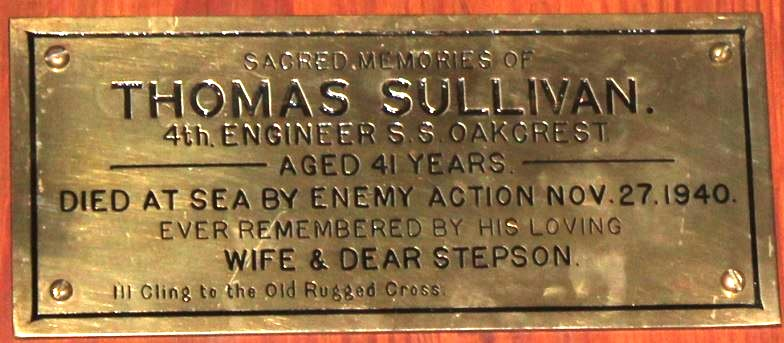 SACRED MEMORIES OF
THOMAS SULLIVAN.
4th. ENGINEER S.S. OAKCREST
AGED 41 YEARS.
DIED AT SEA BY ENEMY ACTION NOV. 27. 1940.
EVER REMEMBERED BY HIS LOVING
WIFE & DEAR STEPSON.
Ill Cling to the Old Rugged Cross.